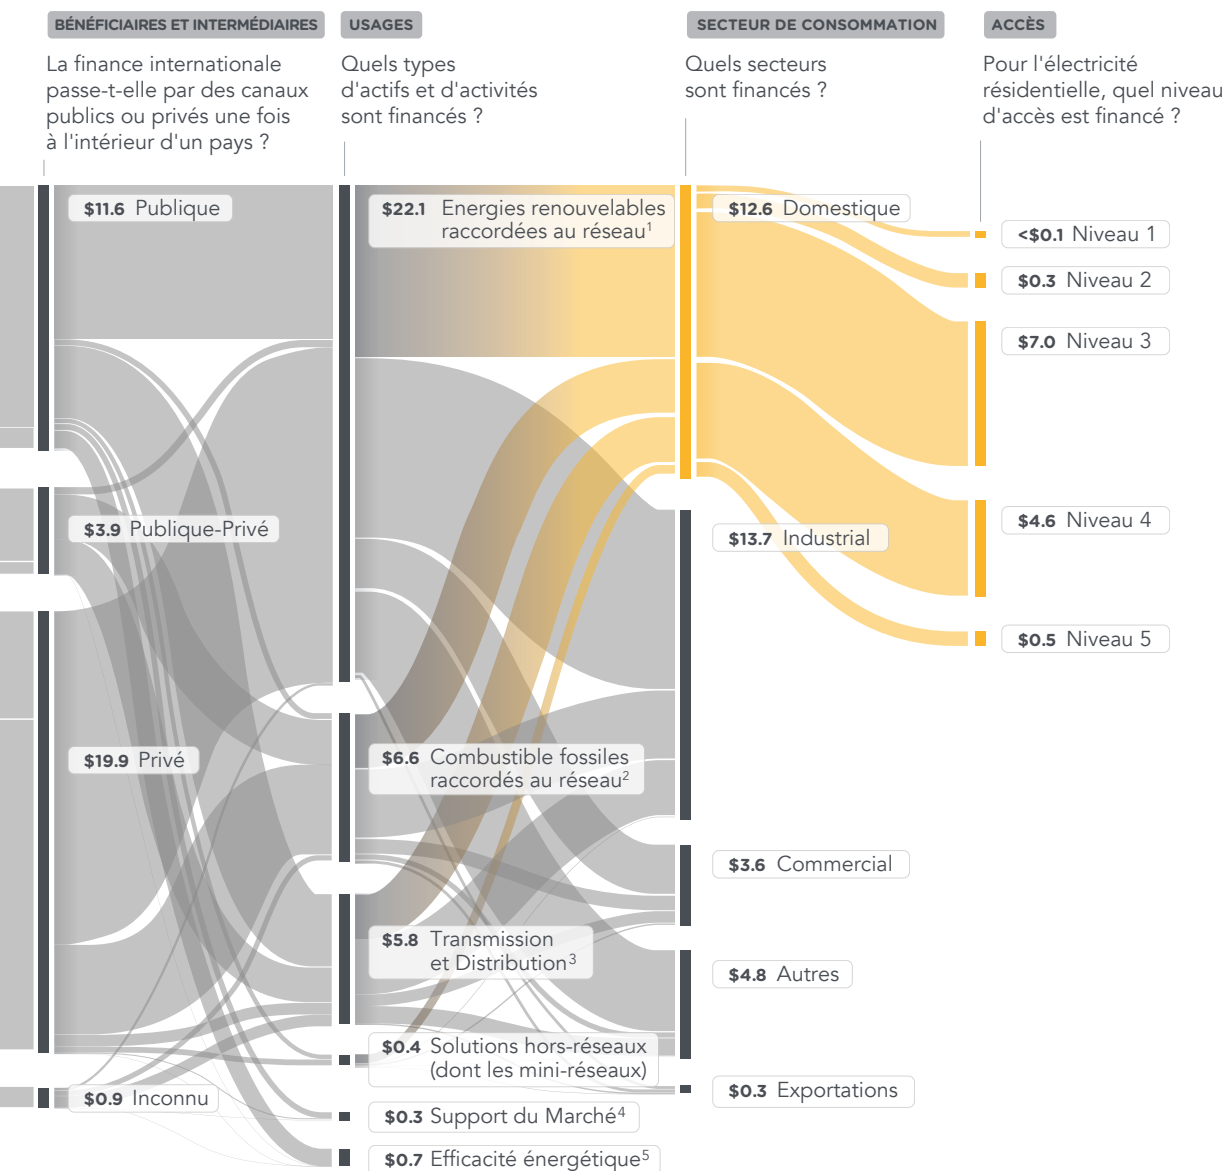 BÉNÉFICIAIRES ET INTERMÉDIAIRES
La finance internationale
passe-t-elle par des canaux
publics ou privés une fois
à l'intérieur d'un pays ?
$11.6 Publique
$3.9 Publique-Privé
$19.9 Privé
$0.9 Inconnu
USAGES
Quels types
d'actifs et d'activités
sont financés ?
$22.1 Energies renouvelables
raccordées au réseau¹
$6.6 Combustible fossiles
raccordés au réseau²
$5.8 Transmission
et Distribution³
$0.4 Solutions hors-réseaux
(dont les mini-réseaux)
$0.3 Support du Marché⁴
$0.7 Efficacité énergétique⁵
SECTEUR DE CONSOMMATION
Quels secteurs
sont financés ?
$12.6 Domestique
$13.7 Industrial
$3.6 Commercial
$4.8 Autres
$0.3 Exportations
ACCÈS
Pour l'électricité
résidentielle, quel niveau
d'accès est financé ?
<$0.1 Niveau 1
$0.3 Niveau 2
$7.0 Niveau 3
$4.6 Niveau 4
$0.5 Niveau 5